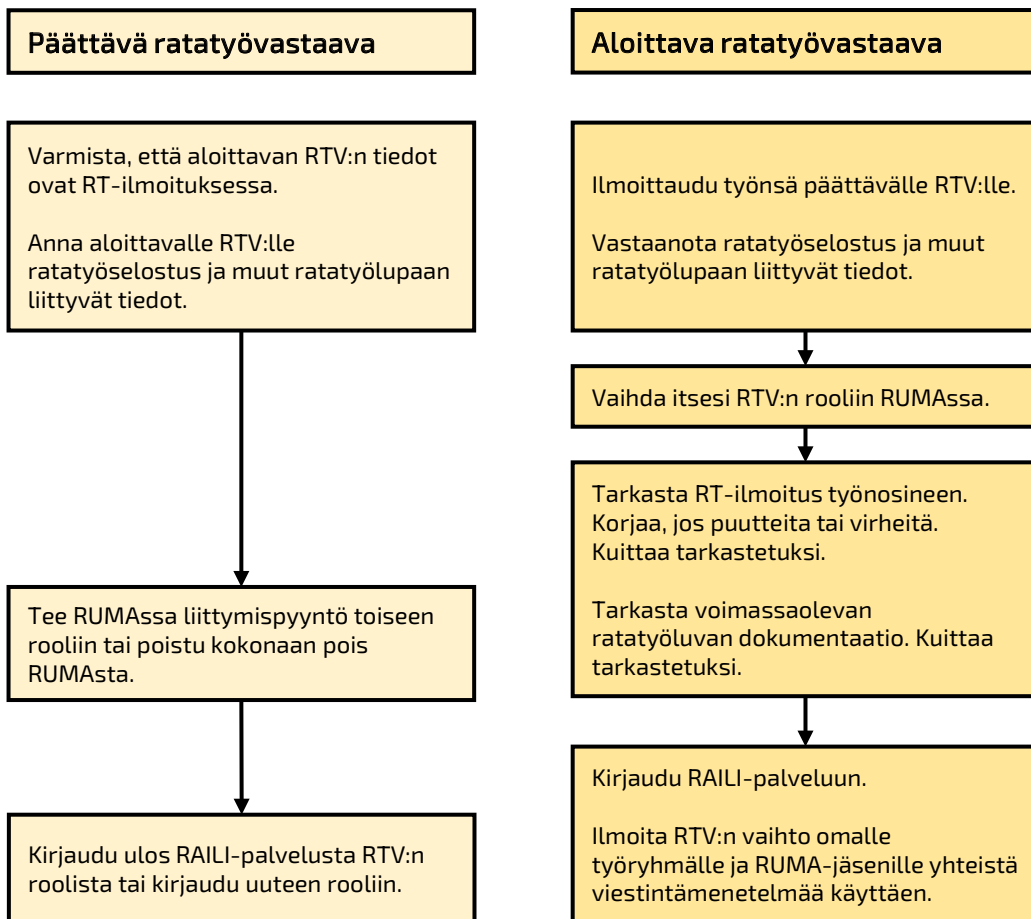 Päättävä ratatyövastaava
Varmista, että aloittavan RTV:n tiedot
ovat RT-ilmoituksessa.
Anna aloittavalle RTV:lle
ratatyöselostus ja muut ratatyölupaan
liittyvät tiedot.
Tee RUMAssa liittymispyyntö toiseen
rooliin tai poistu kokonaan pois
RUMAsta.
Kirjaudu ulos RAILI-palvelusta RTV:n
roolista tai kirjaudu uuteen rooliin.
Aloittava ratatyövastaava
Ilmoittaudu työnsä päättävälle RTV:lle.
Vastaanota ratatyöselostus ja muut
ratatyölupaan liittyvät tiedot.
Vaihda itsesi RTV:n rooliin RUMAssa.
Tarkasta RT-ilmoitus työnosineen.
Korjaa, jos puutteita tai virheitä.
Kuittaa tarkastetuksi.
Tarkasta voimassaolevan
ratatyöluvan dokumentaatio. Kuittaa
tarkastetuksi.
Kirjaudu RAILI-palveluun.
Ilmoita RTV:n vaihto omalle
työryhmälle ja RUMA-jäsenille yhteistä
viestintämenetelmää käyttäen.